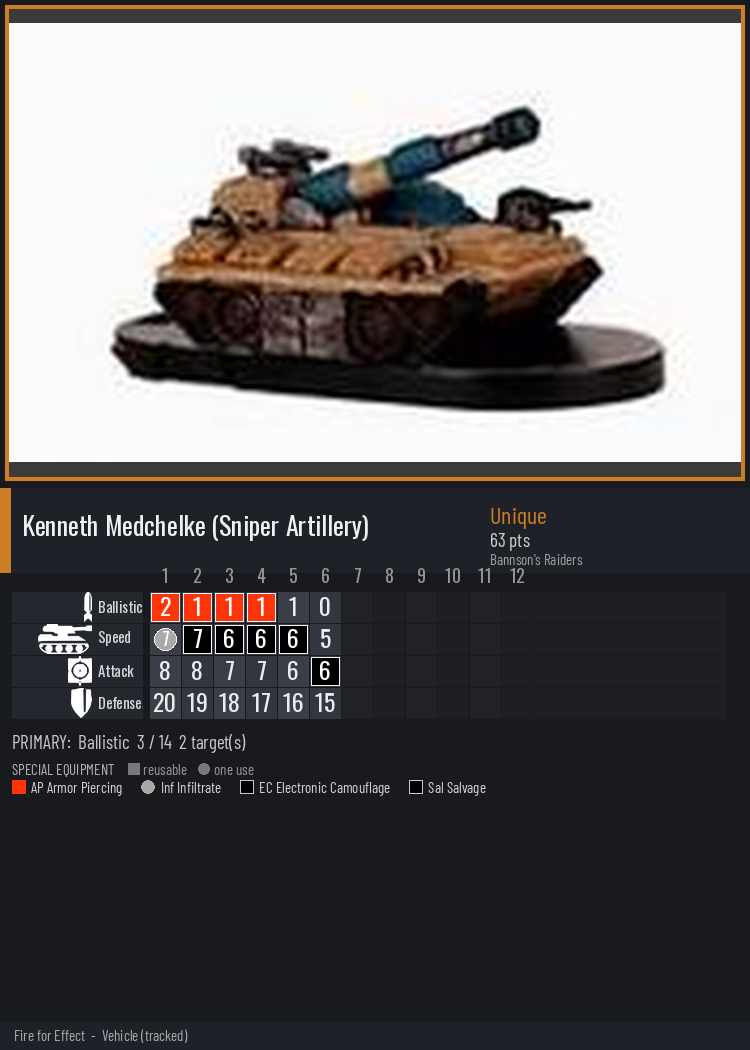 Kenneth Medchelke (Sniper Artillery)
Unique
63 pts
Bannson's Raiders
1 2 3 4 5 6 7 8 9 10 11 12
Ballistic 2 1 1 1 1 0
Speed 7 7 6 6 6 5
Attack 8 8 7 7 6 6
Defense 20 19 18 17 16 15
PRIMARY: Ballistic 3 / 14 2 target(s)
SPECIAL EQUIPMENT reusable one use
AP Armor Piercing Inf Infiltrate EC Electronic Camouflage Sal Salvage
Fire for Effect - Vehicle (tracked)